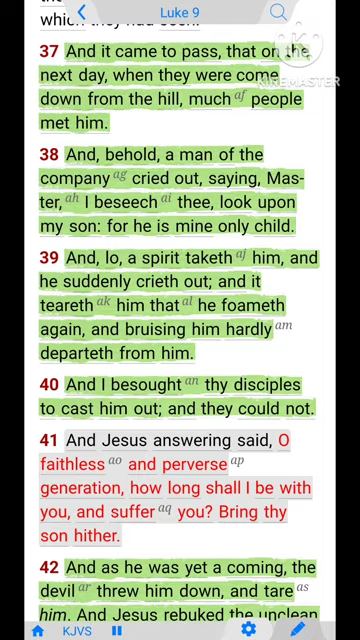 Luke 9
which they had seen.
37 And it came to pass, that on the
next day, when they were come
down from the hill, much af people
met him.
38 And, behold, a man of the
company ag cried out, saying, Mas-
ter, ah I beseech ai thee, look upon
my son: for he is mine only child.
39 And, lo, a spirit taketh aj him, and
he suddenly crieth out; and it
teareth ak him that al he foameth
again, and bruising him hardly am
departeth from him.
40 And I besought an thy disciples
to cast him out; and they could not.
41 And Jesus answering said, O
faithless ao and perverse ap
generation, how long shall I be with
you, and suffer aq you? Bring thy
son hither.
42 And as he was yet a coming, the
devil ar threw him down, and tare as
him. And Jesus rebuked the unclean
KJVS
KINEMASTER